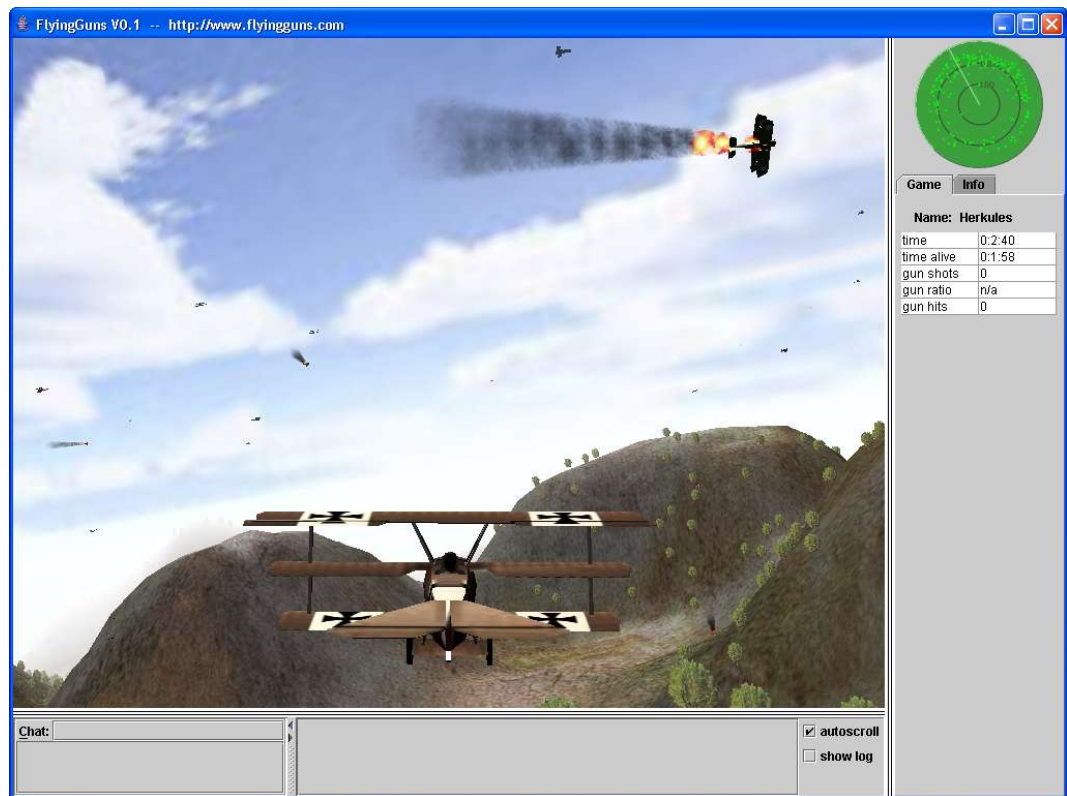 FlyingGuns V0.1 -- http://www.flyingguns.com
100
Game Info
Name: Herkules
time 0:2:40
time alive 0:1:58
gun shots 0
gun ratio n/a
gun hits 0
Chat:
autoscroll
show log